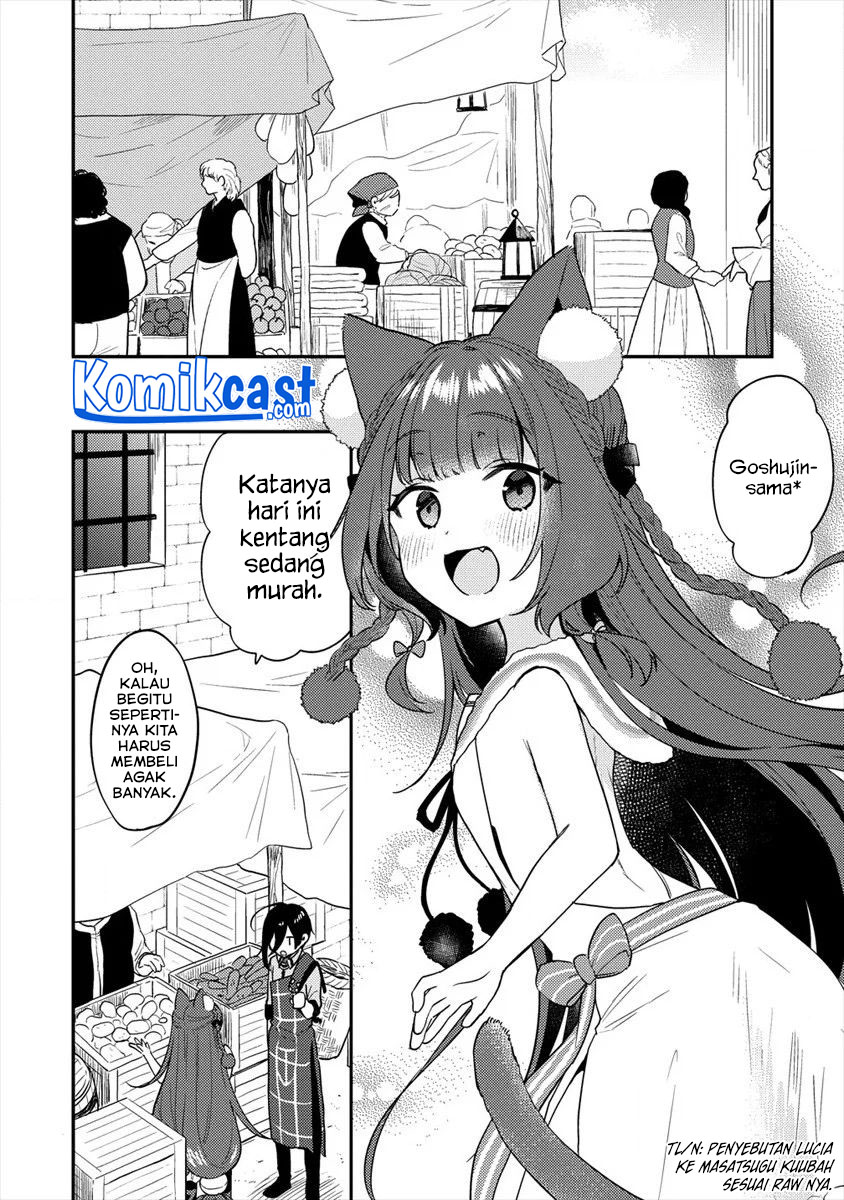 Komikcast
.com
Goshujin-
sama*
Katanya
hari ini
kentang
sedang
murah.
OH,
KALAU
BEGITU
SEPERTI-
NYA KITA
HARUS
MEMBELI
AGAK
BANYAK.
TL/N: PENYEBUTAN LUCIA
KE MASATSUGU KUUBAH
SESUAI RAW NYA.